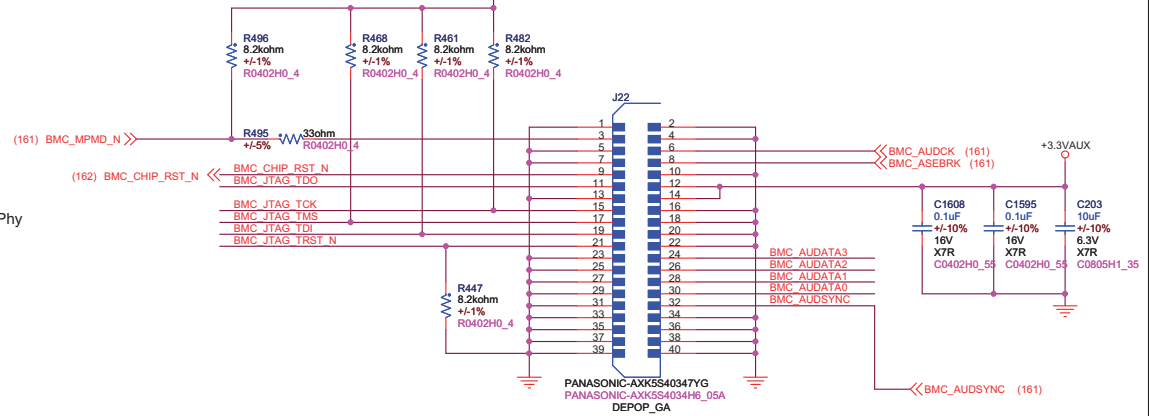 R496
8.2kohm
+/-1%
R0402H0_4
R468
8.2kohm
+/-1%
R0402H0_4
R461
8.2kohm
+/-1%
R0402H0_4
R482
8.2kohm
+/-1%
R0402H0_4
J22
(161) BMC_MPMD_N
R495
+/-5%
33ohm
R0402H0_4
(162) BMC_CHIP_RST_N
BMC_CHIP_RST_N
BMC_JTAG_TDO
BMC_JTAG_TCK
BMC_JTAG_TMS
BMC_JTAG_TDI
BMC_JTAG_TRST_N
Phy
R447
8.2kohm
+/-1%
R0402H0_4
1 2
3 4
5 6
7 8
9 10
11 12
13 14
15 16
17 18
19 20
21 22
23 24
25 26
27 28
29 30
31 32
33 34
35 36
37 38
39 40
BMC_AUDCK (161)
BMC_ASEBRK (161)
+3.3VAUX
C1608
0.1uF
+/-10%
16V
X7R
C0402H0_55
C1595
0.1uF
+/-10%
16V
X7R
C0402H0_55
C203
10uF
+/-10%
6.3V
X7R
C0805H1_35
BMC_AUDATA3
BMC_AUDATA2
BMC_AUDATA1
BMC_AUDATA0
BMC_AUDSYNC
BMC_AUDSYNC (161)
PANASONIC-AXK5S40347YG
PANASONIC-AXK5S4034H6_05A
DEPOP_GA